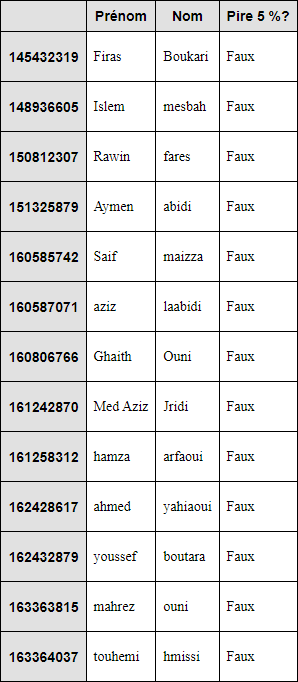 Prénom Nom Pire 5 %?
145432319 Firas Boukari Faux
148936605 Islem mesbah Faux
150812307 Rawin fares Faux
151325879 Aymen abidi Faux
160585742 Saif maizza Faux
160587071 aziz laabidi Faux
160806766 Ghaith Ouni Faux
161242870 Med Aziz Jridi Faux
161258312 hamza arfaoui Faux
162428617 ahmed yahiaoui Faux
162432879 youssef boutara Faux
163363815 mahrez ouni Faux
163364037 touhemi hmissi Faux